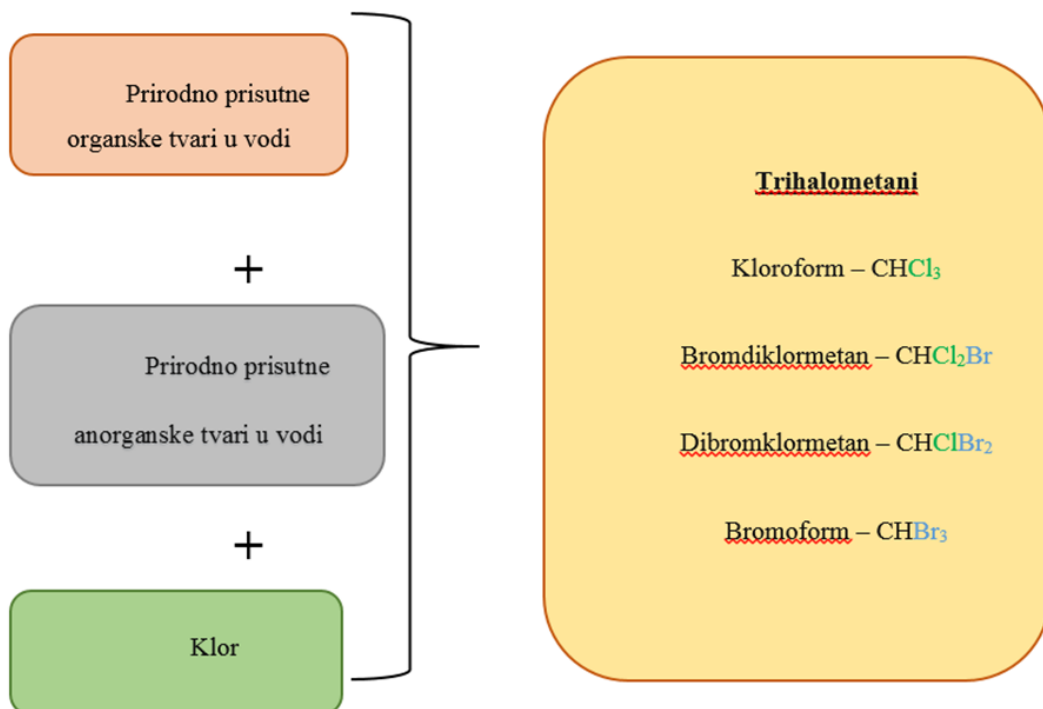 Prirodno prisutne
organske tvari u vodi
+
Prirodno prisutne
anorganske tvari u vodi
+
Klor
Trihalometani
Kloroform – CHCl₃
Bromdiklormetan – CHCl₂Br
Dibromklormetan – CHClBr₂
Bromoform – CHBr₃